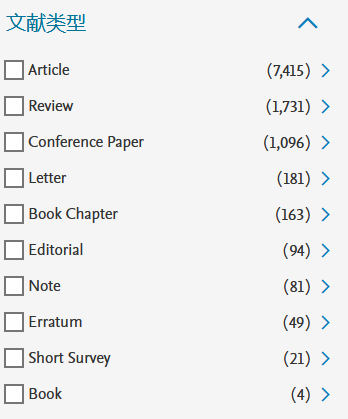 文献类型
Article (7,415)
Review (1,731)
Conference Paper (1,096)
Letter (181)
Book Chapter (163)
Editorial (94)
Note (81)
Erratum (49)
Short Survey (21)
Book (4)